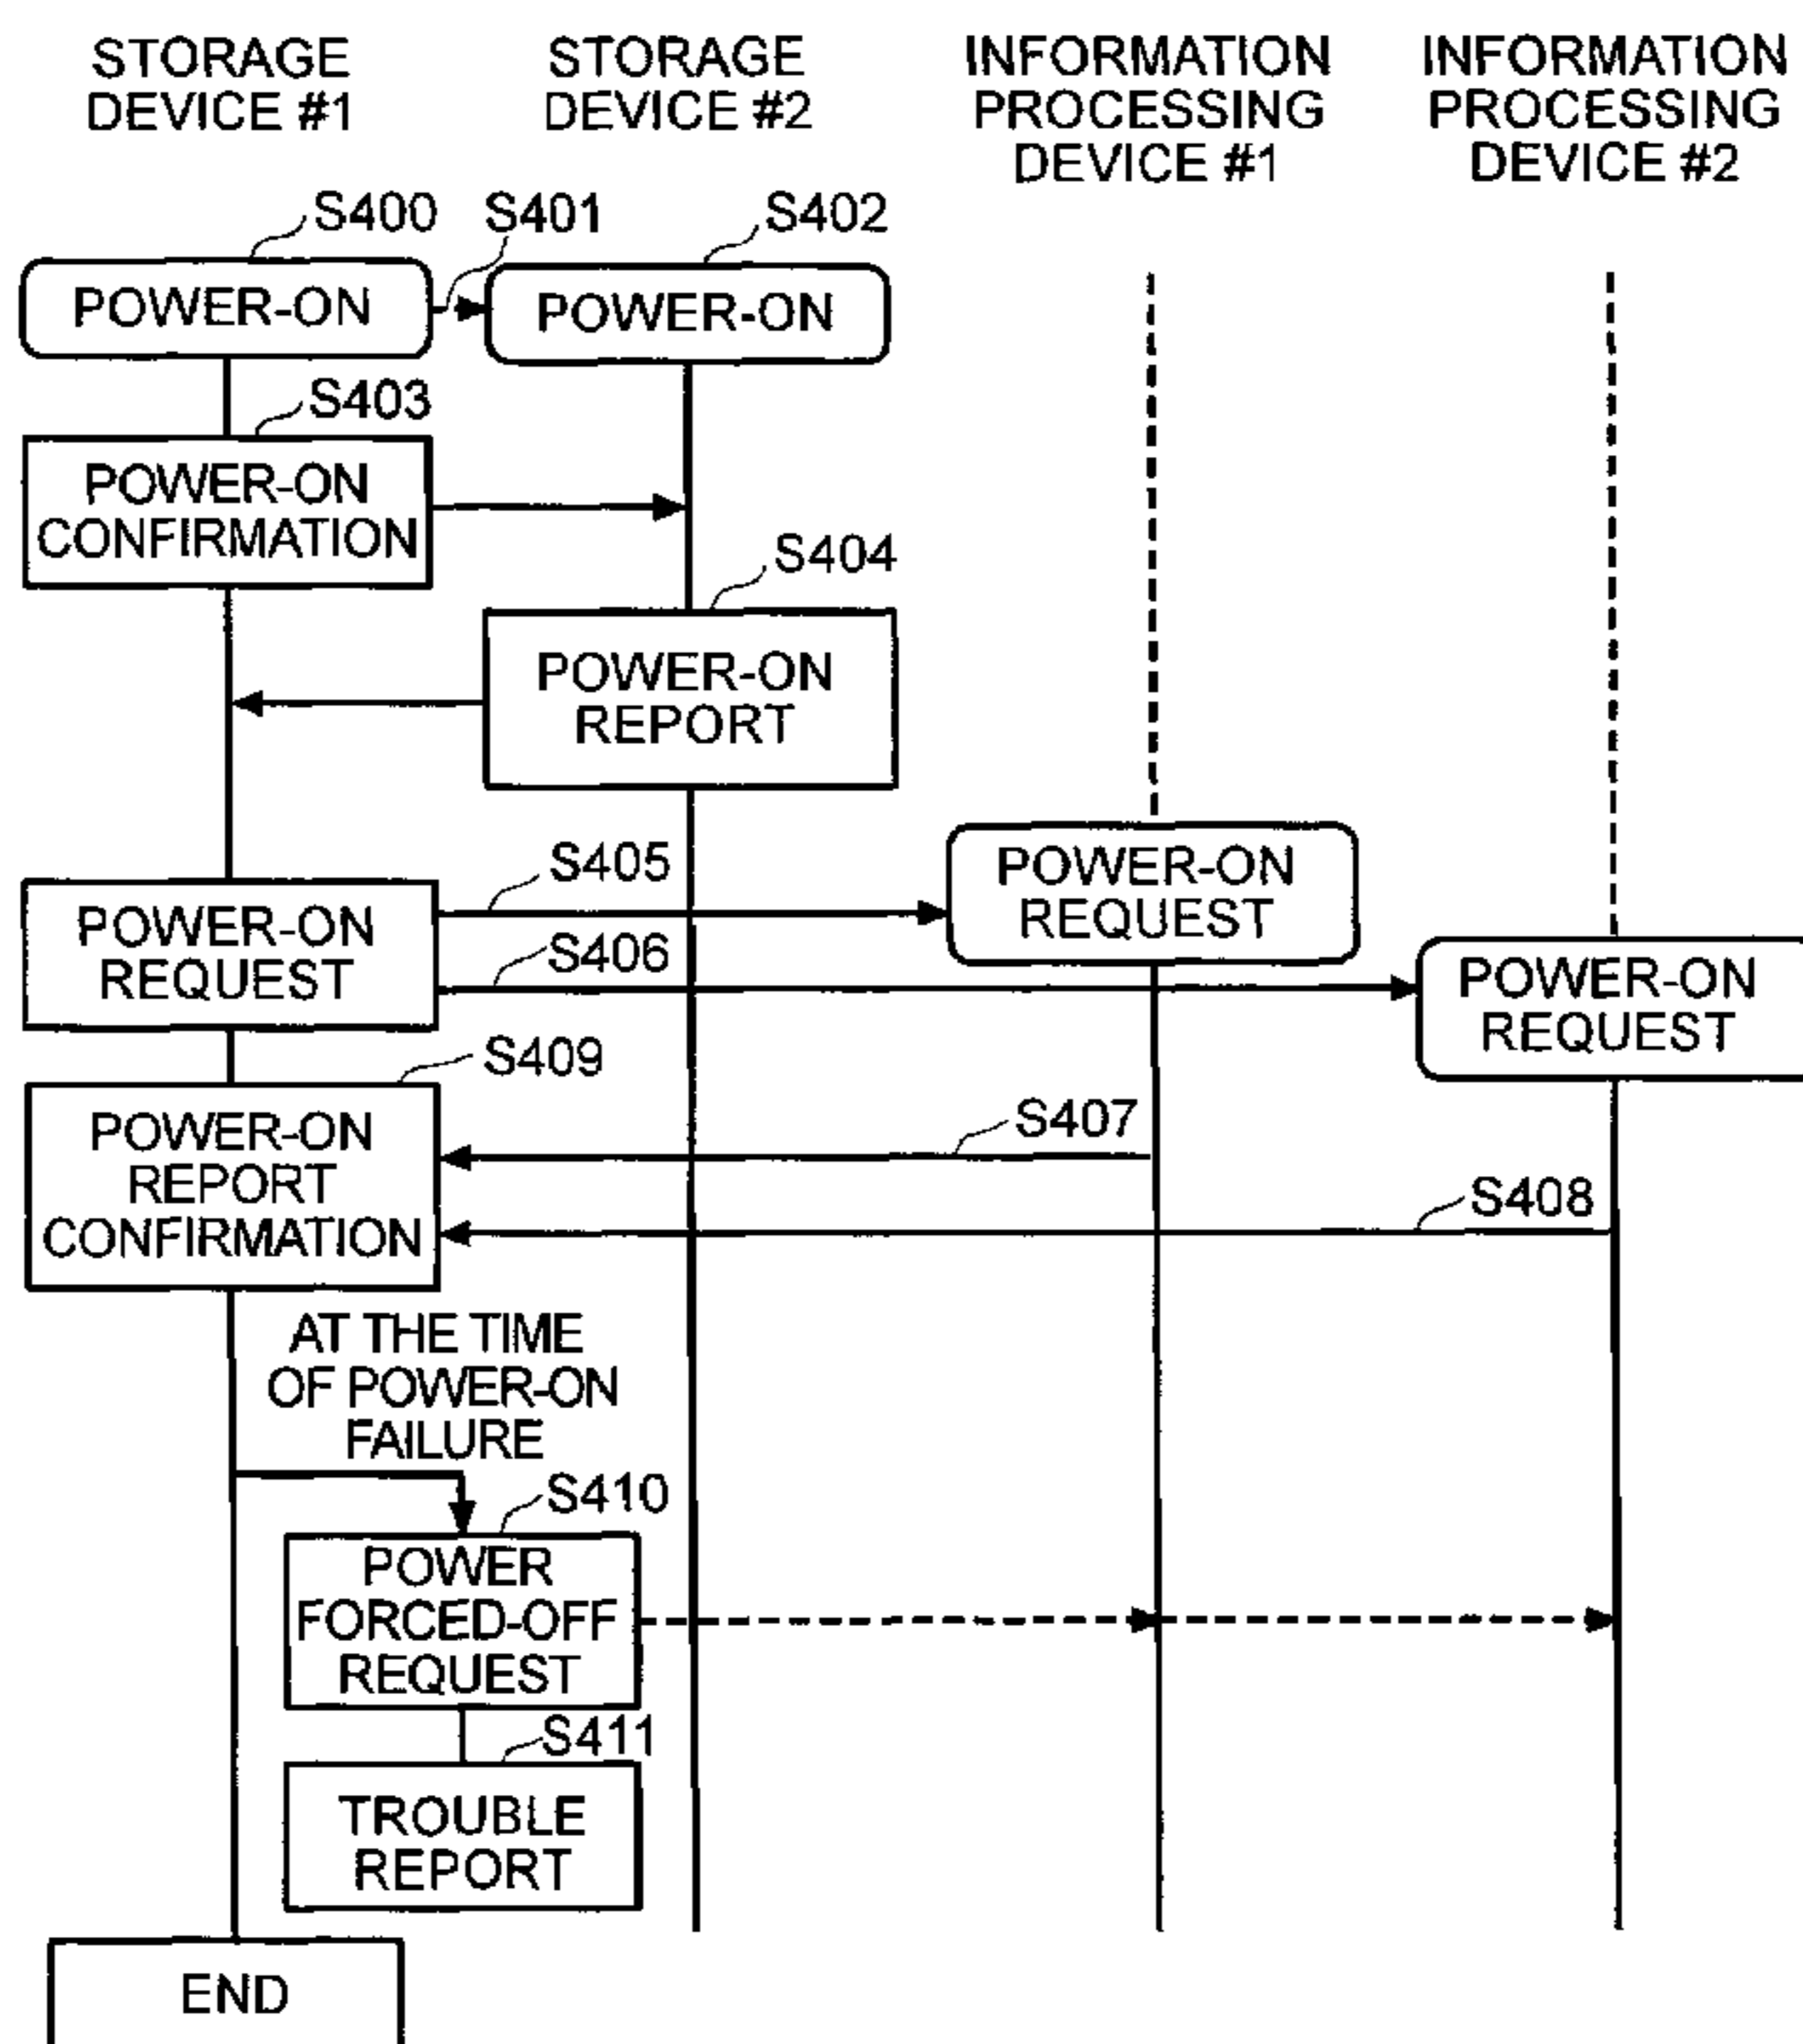 STORAGE
DEVICE #1
STORAGE
DEVICE #2
INFORMATION
PROCESSING
DEVICE #1
INFORMATION
PROCESSING
DEVICE #2
S400
S401
S402
POWER-ON
POWER-ON
S403
POWER-ON
CONFIRMATION
S404
POWER-ON
REPORT
S405
POWER-ON
REQUEST
POWER-ON
REQUEST
S406
POWER-ON
REQUEST
S409
POWER-ON
REPORT
CONFIRMATION
S407
S408
AT THE TIME
OF POWER-ON
FAILURE
S410
POWER
FORCED-OFF
REQUEST
S411
TROUBLE
REPORT
END